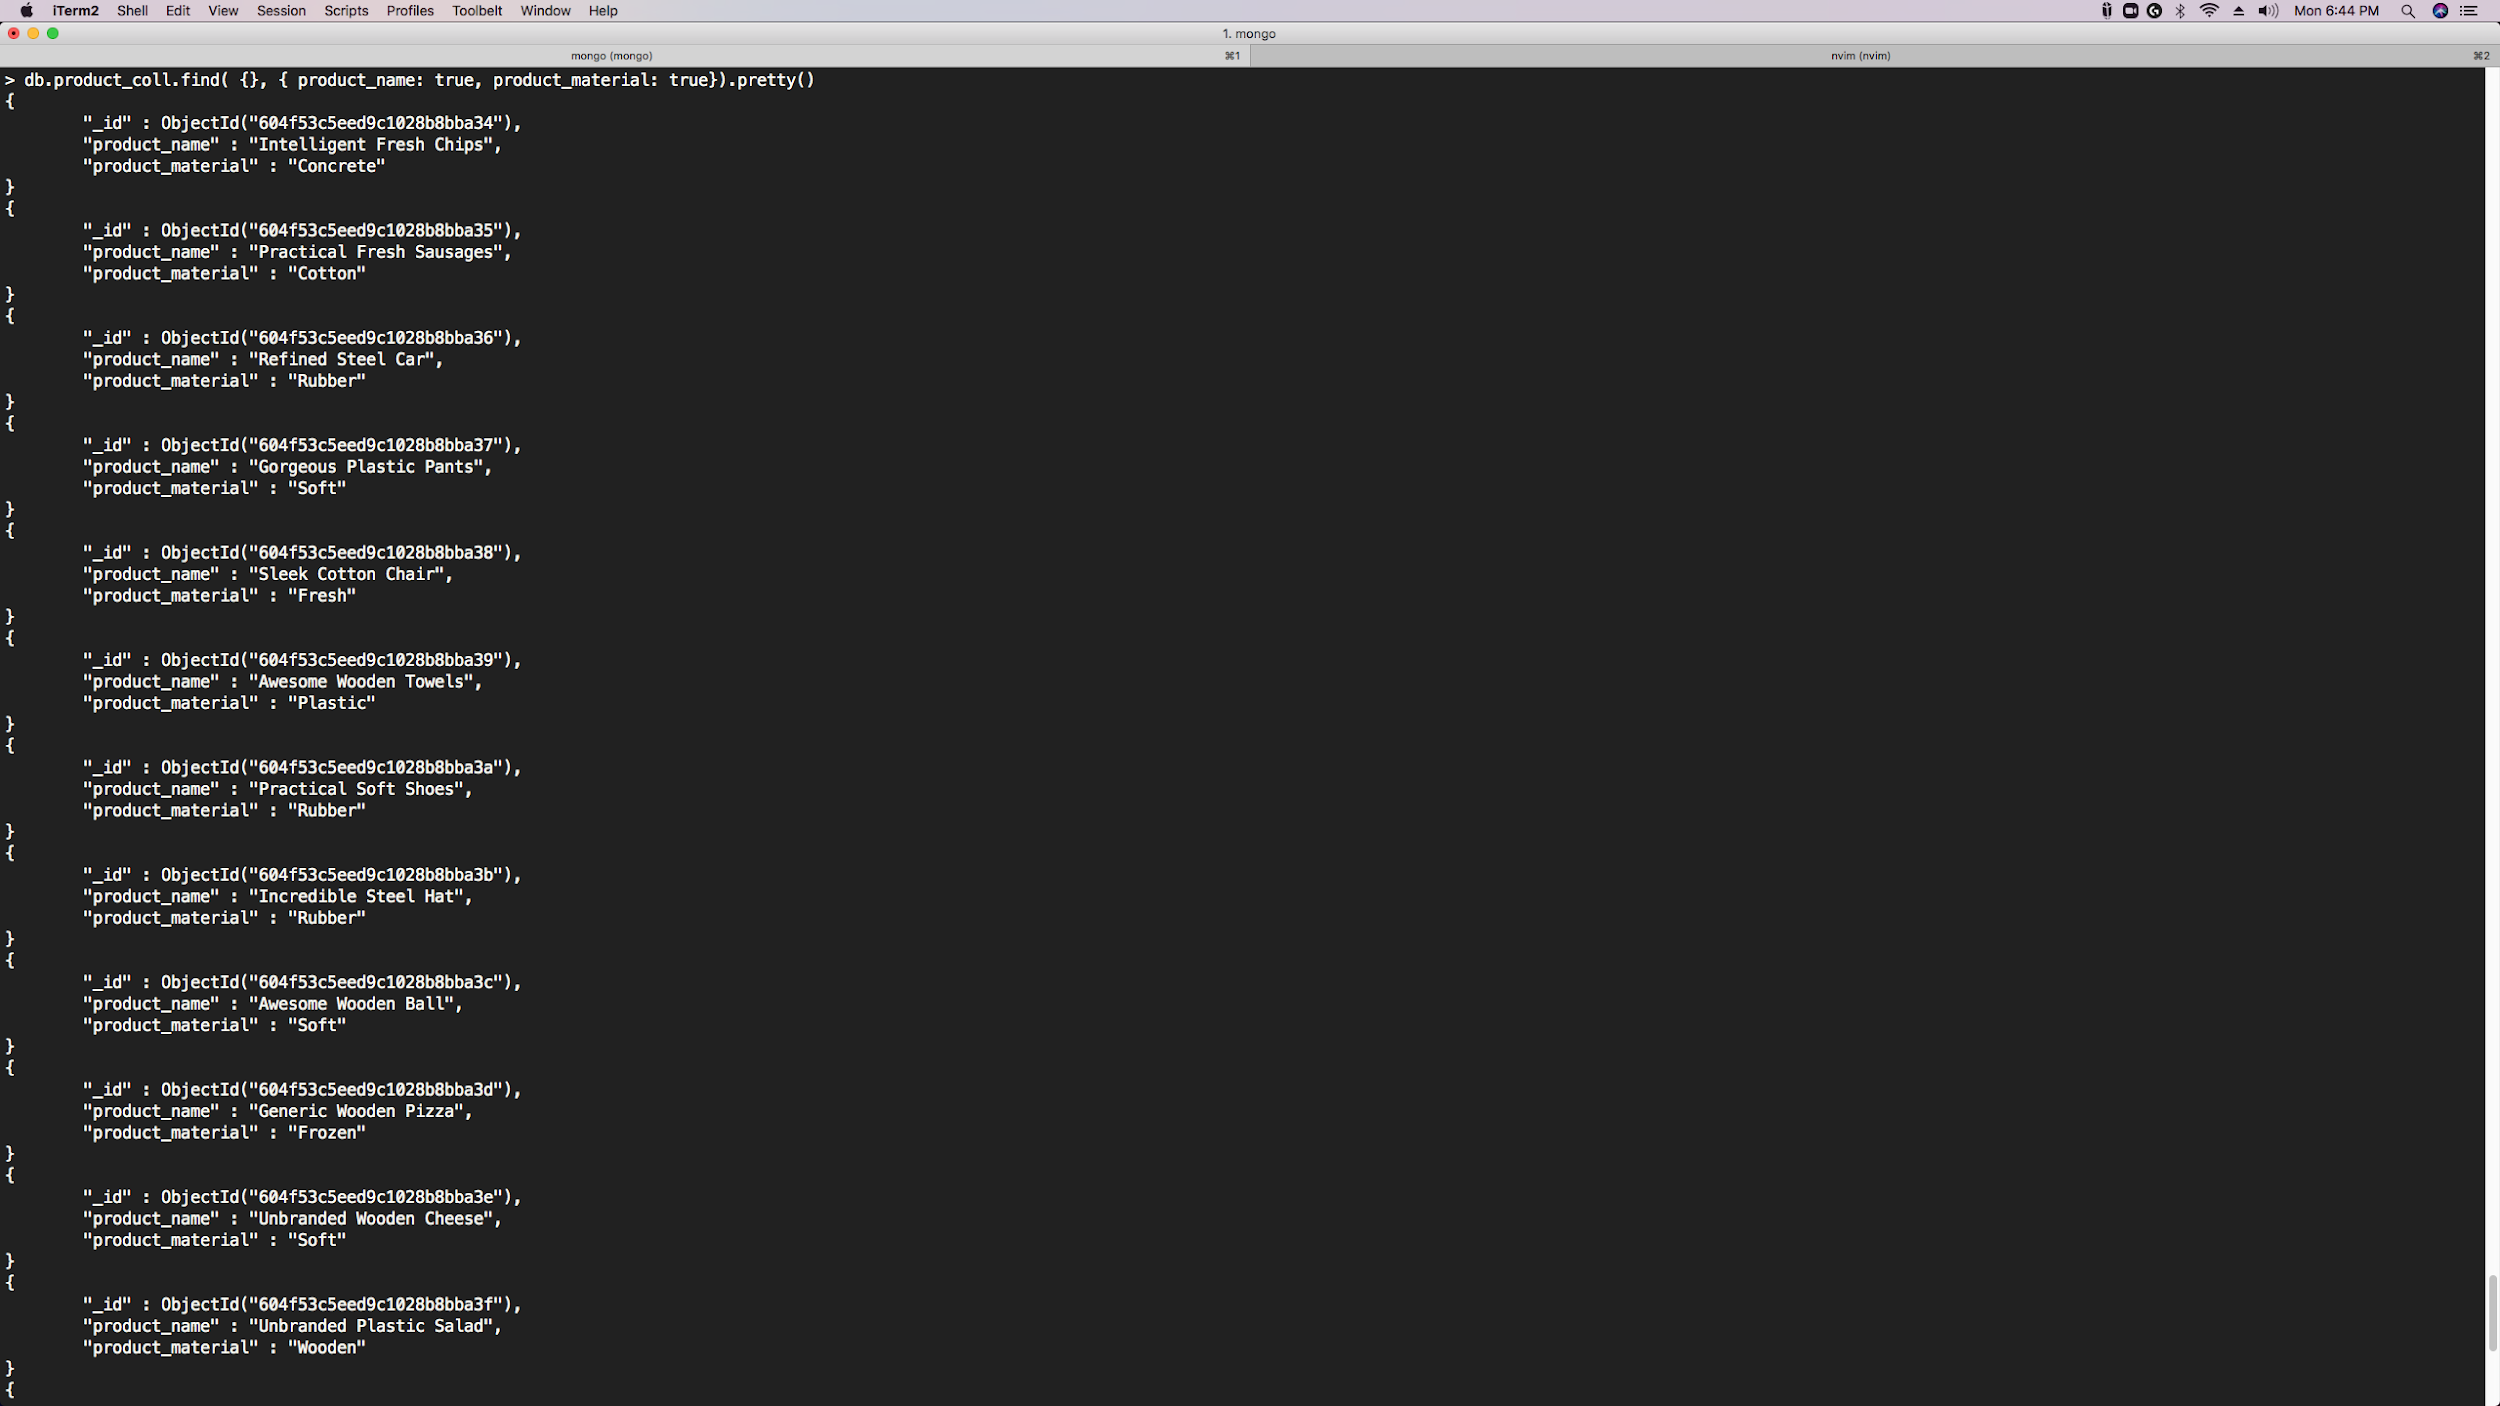 iTerm2 Shell Edit View Session Scripts Profiles Toolbelt Window Help Mon 6:44 PM
1. mongo
mongo (mongo) ⌘1 nvim (nvim) ⌘2
> db.product_coll.find( {}, { product_name: true, product_material: true}).pretty()
{
"_id" : ObjectId("604f53c5eed9c1028b8bba34"),
"product_name" : "Intelligent Fresh Chips",
"product_material" : "Concrete"
}
{
"_id" : ObjectId("604f53c5eed9c1028b8bba35"),
"product_name" : "Practical Fresh Sausages",
"product_material" : "Cotton"
}
{
"_id" : ObjectId("604f53c5eed9c1028b8bba36"),
"product_name" : "Refined Steel Car",
"product_material" : "Rubber"
}
{
"_id" : ObjectId("604f53c5eed9c1028b8bba37"),
"product_name" : "Gorgeous Plastic Pants",
"product_material" : "Soft"
}
{
"_id" : ObjectId("604f53c5eed9c1028b8bba38"),
"product_name" : "Sleek Cotton Chair",
"product_material" : "Fresh"
}
{
"_id" : ObjectId("604f53c5eed9c1028b8bba39"),
"product_name" : "Awesome Wooden Towels",
"product_material" : "Plastic"
}
{
"_id" : ObjectId("604f53c5eed9c1028b8bba3a"),
"product_name" : "Practical Soft Shoes",
"product_material" : "Rubber"
}
{
"_id" : ObjectId("604f53c5eed9c1028b8bba3b"),
"product_name" : "Incredible Steel Hat",
"product_material" : "Rubber"
}
{
"_id" : ObjectId("604f53c5eed9c1028b8bba3c"),
"product_name" : "Awesome Wooden Ball",
"product_material" : "Soft"
}
{
"_id" : ObjectId("604f53c5eed9c1028b8bba3d"),
"product_name" : "Generic Wooden Pizza",
"product_material" : "Frozen"
}
{
"_id" : ObjectId("604f53c5eed9c1028b8bba3e"),
"product_name" : "Unbranded Wooden Cheese",
"product_material" : "Soft"
}
{
"_id" : ObjectId("604f53c5eed9c1028b8bba3f"),
"product_name" : "Unbranded Plastic Salad",
"product_material" : "Wooden"
}
{